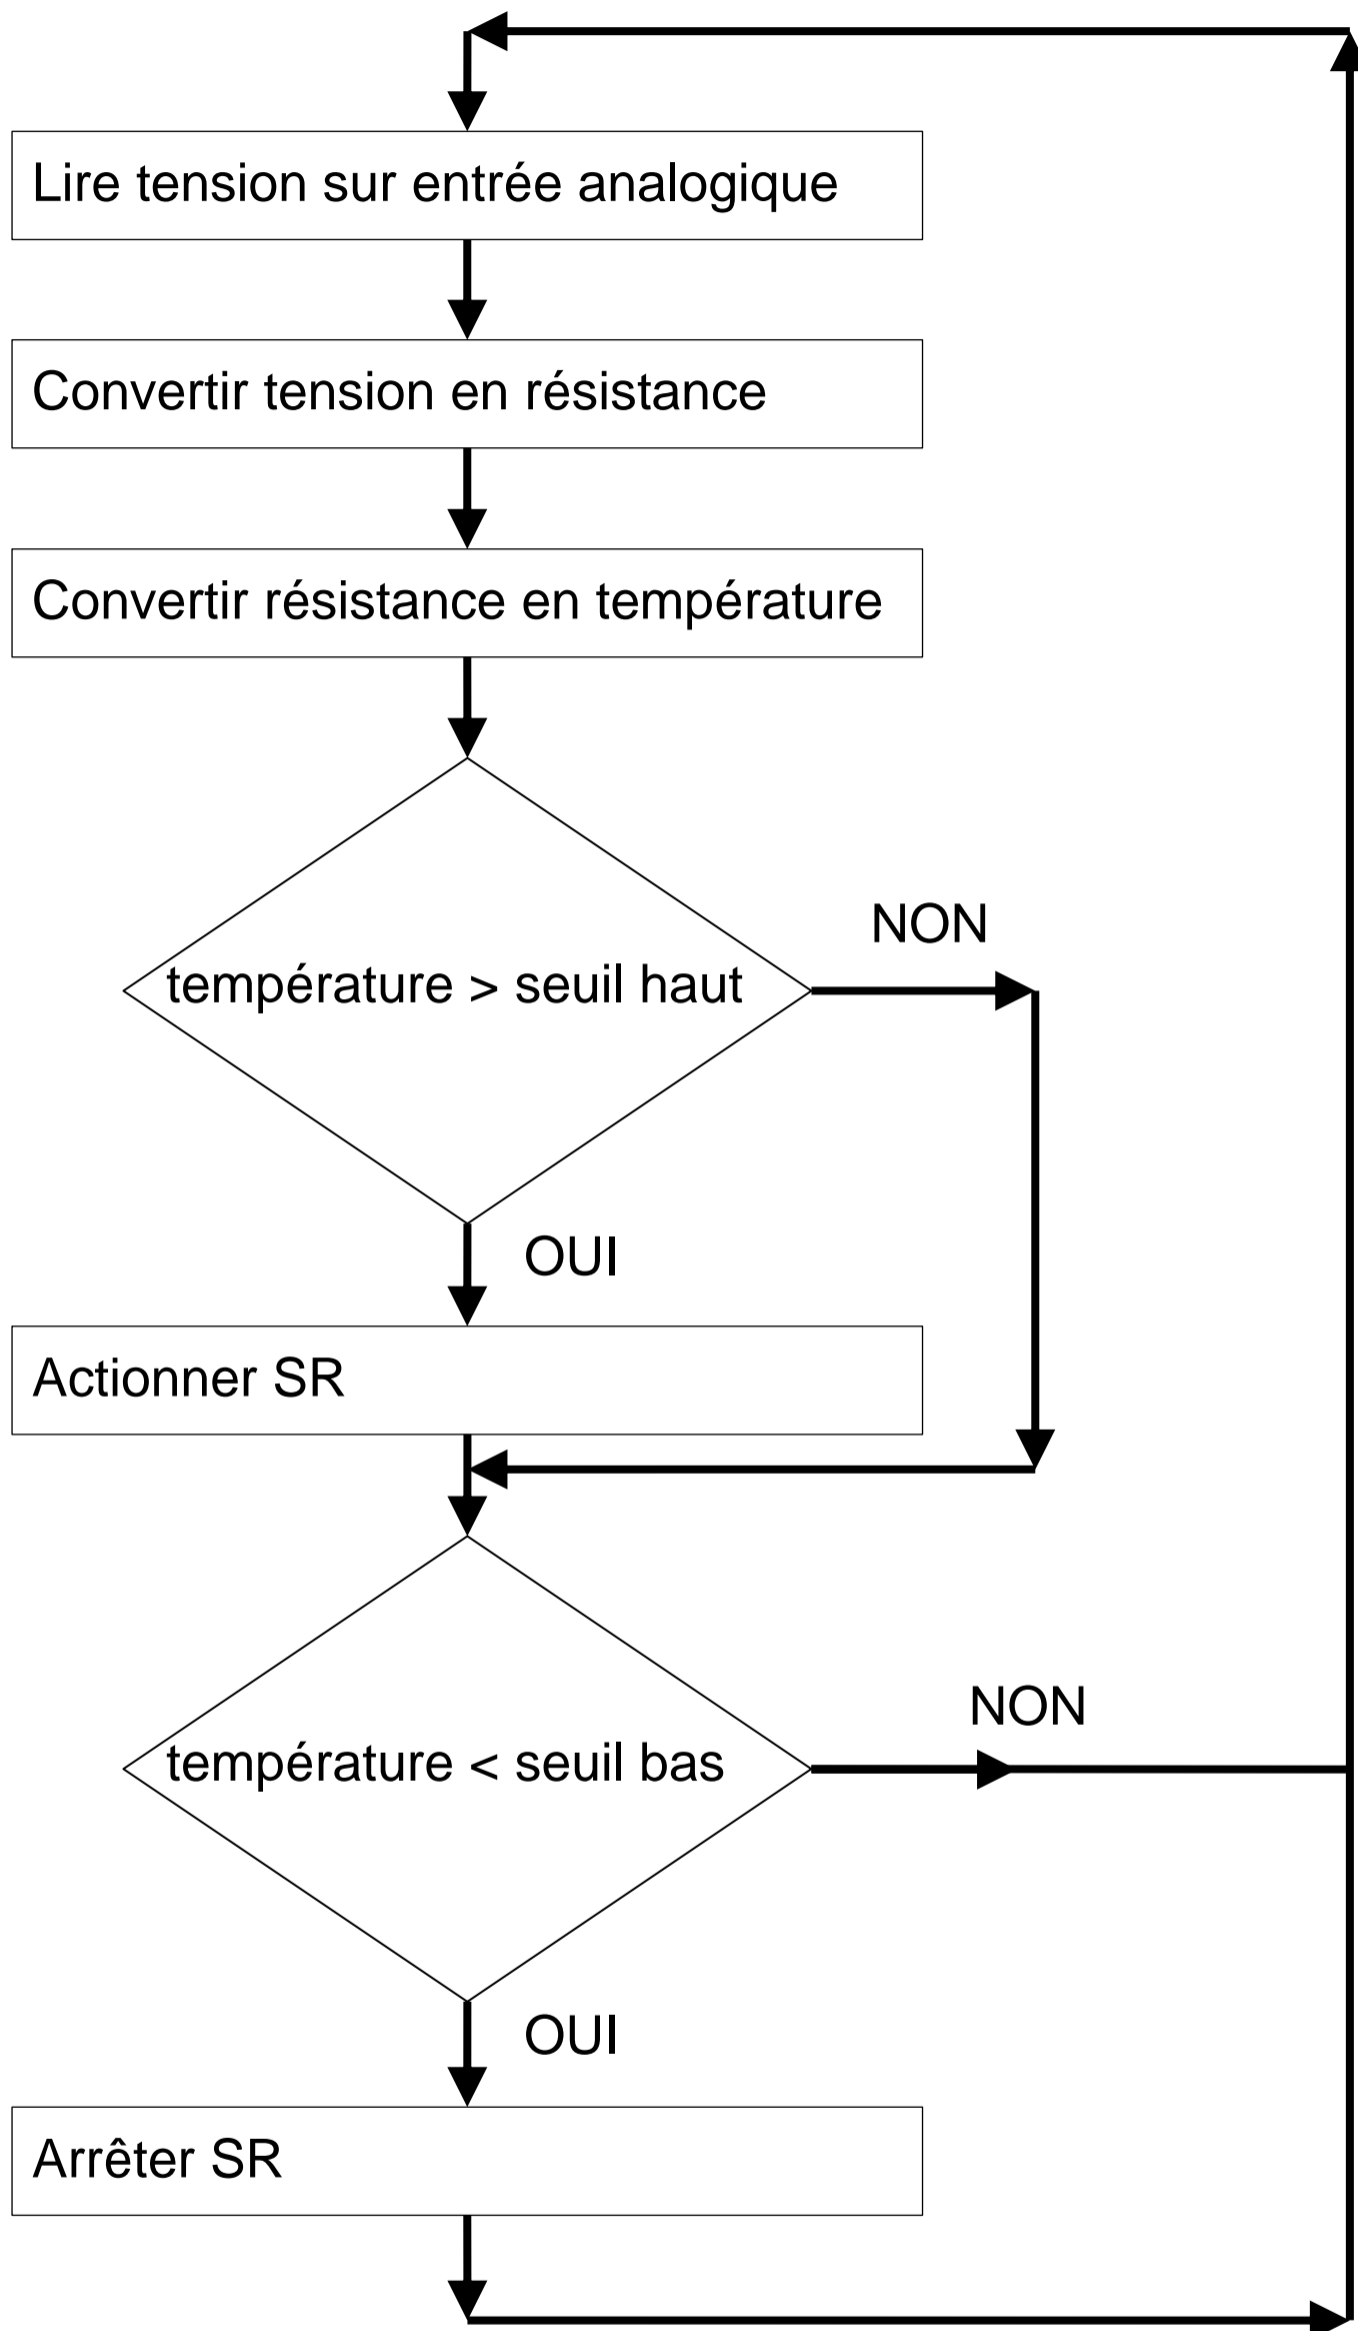 Lire tension sur entrée analogique
Convertir tension en résistance
Convertir résistance en température
NON
température > seuil haut
OUI
Actionner SR
NON
température < seuil bas
OUI
Arrêter SR